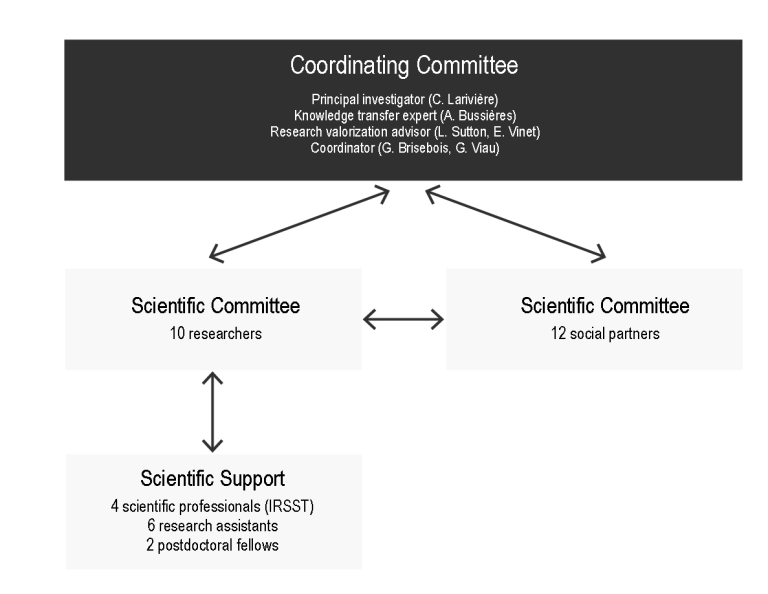 Coordinating Committee
Principal investigator (C. Larivière)
Knowledge transfer expert (A. Bussières)
Research valorization advisor (L. Sutton, E. Vinet)
Coordinator (G. Brisebois, G. Viau)
Scientific Committee
10 researchers
Scientific Committee
12 social partners
Scientific Support
4 scientific professionals (IRSST)
6 research assistants
2 postdoctoral fellows